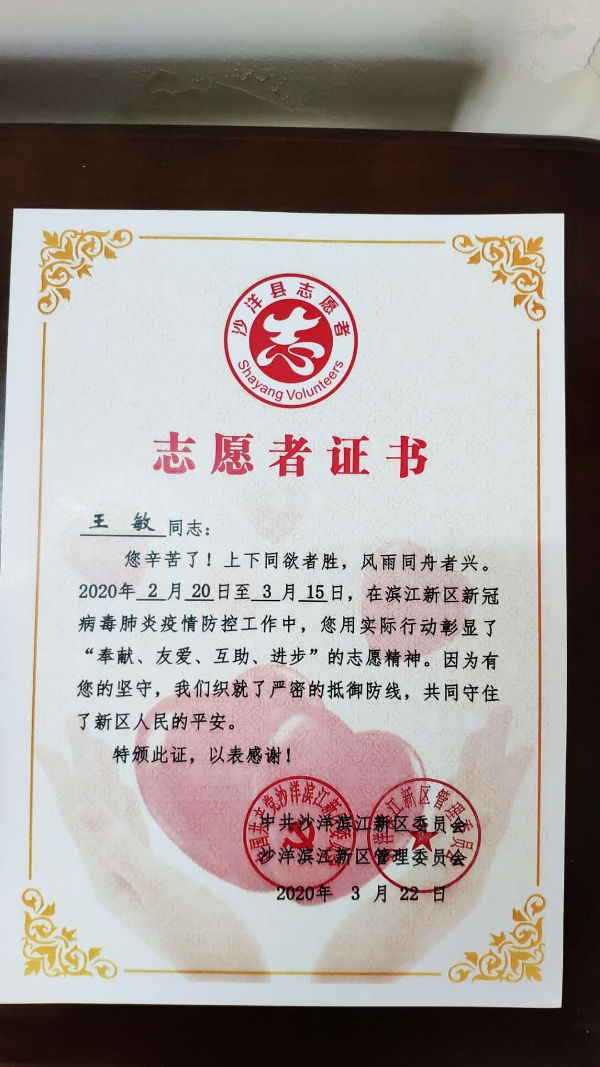 沙洋县志愿者
志
Shayang Volunteers
志愿者证书
王 敏 同志：
您辛苦了！上下同欲者胜，风雨同舟者兴。
2020年 2 月 20 日至 3 月 15 日，在滨江新区新冠
病毒肺炎疫情防控工作中，您用实际行动彰显了
“奉献、友爱、互助、进步”的志愿精神。因为有
您的坚守，我们织就了严密的抵御防线，共同守住
了新区人民的平安。
特颁此证，以表感谢！
中共沙洋滨江新区委员会
沙洋滨江新区管理委员会
2020年 3 月 22 日